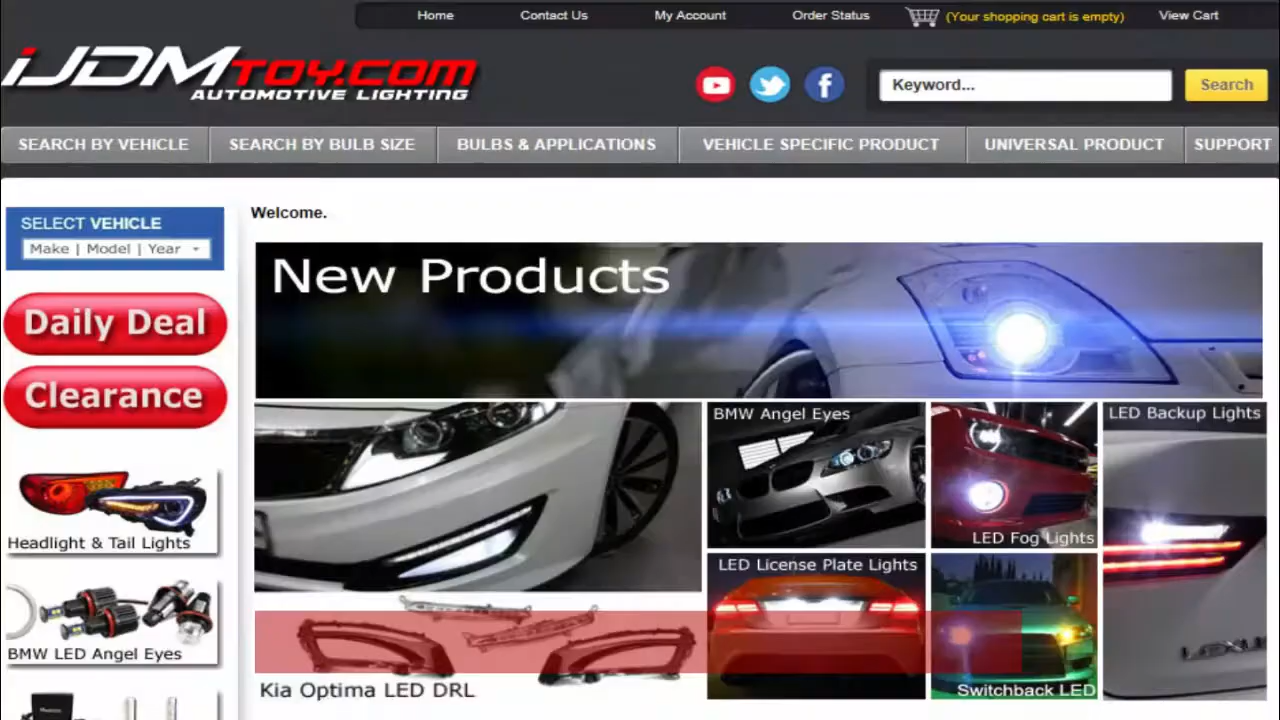 Home
Contact Us
My Account
Order Status
(Your shopping cart is empty)
View Cart
iJDMTOY.COM
AUTOMOTIVE LIGHTING
Keyword...
Search
SEARCH BY VEHICLE
SEARCH BY BULB SIZE
BULBS & APPLICATIONS
VEHICLE SPECIFIC PRODUCT
UNIVERSAL PRODUCT
SUPPORT
SELECT VEHICLE
Make | Model | Year
Daily Deal
Clearance
Headlight & Tail Lights
BMW LED Angel Eyes
Welcome.
New Products
Kia Optima LED DRL
BMW Angel Eyes
LED Fog Lights
LED Backup Lights
LED License Plate Lights
Switchback LED